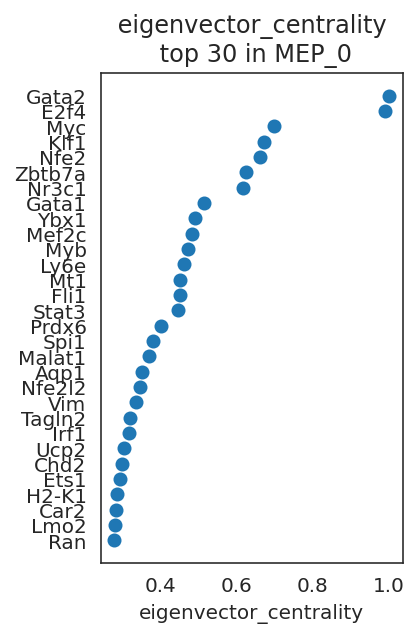 eigenvector_centrality
top 30 in MEP_0
Gata2
E2f4
Myc
Klf1
Nfe2
Zbtb7a
Nr3c1
Gata1
Ybx1
Mef2c
Myb
Ly6e
Mt1
Fli1
Stat3
Prdx6
Spi1
Malat1
Aqp1
Nfe2l2
Vim
Tagln2
Irf1
Ucp2
Chd2
Ets1
H2-K1
Car2
Lmo2
Ran
0.4 0.6 0.8 1.0
eigenvector_centrality